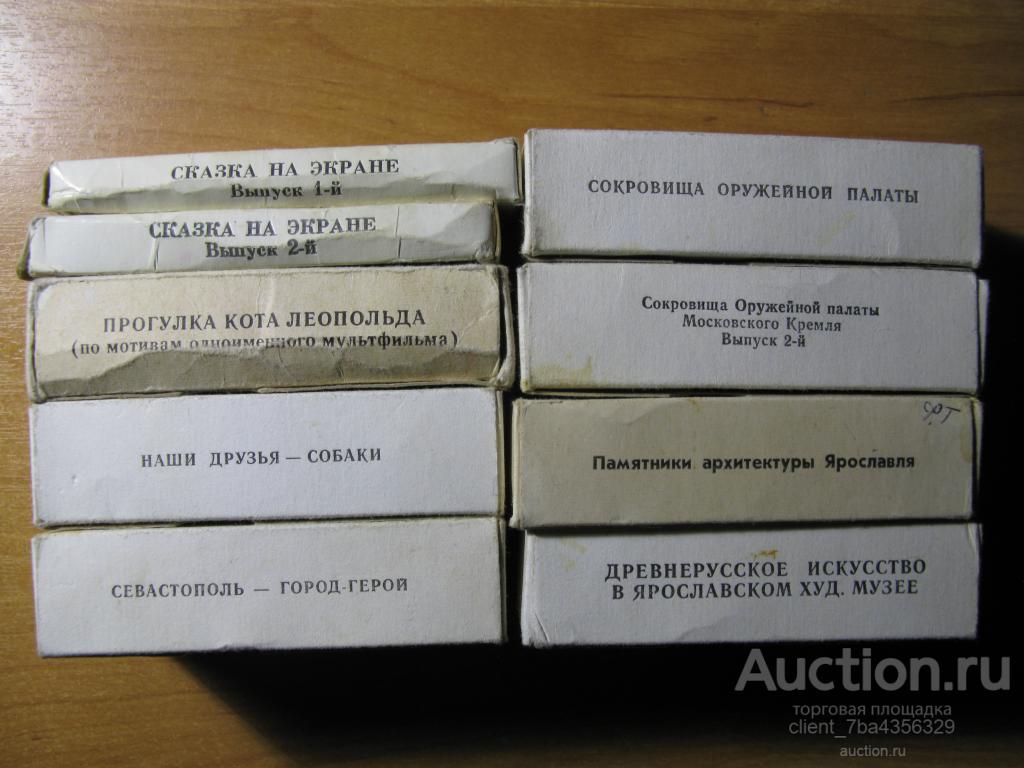 СКАЗКА НА ЭКРАНЕ
Выпуск 1-й
СКАЗКА НА ЭКРАНЕ
Выпуск 2-й
ПРОГУЛКА КОТА ЛЕОПОЛЬДА
(по мотивам одноименного мультфильма)
НАШИ ДРУЗЬЯ — СОБАКИ
СЕВАСТОПОЛЬ — ГОРОД-ГЕРОЙ
СОКРОВИЩА ОРУЖЕЙНОЙ ПАЛАТЫ
Сокровища Оружейной палаты
Московского Кремля
Выпуск 2-й
Памятники архитектуры Ярославля
ДРЕВНЕРУССКОЕ ИСКУССТВО
В ЯРОСЛАВСКОМ ХУД. МУЗЕЕ
Auction.ru
торговая площадка
client_7ba4356329
auction.ru